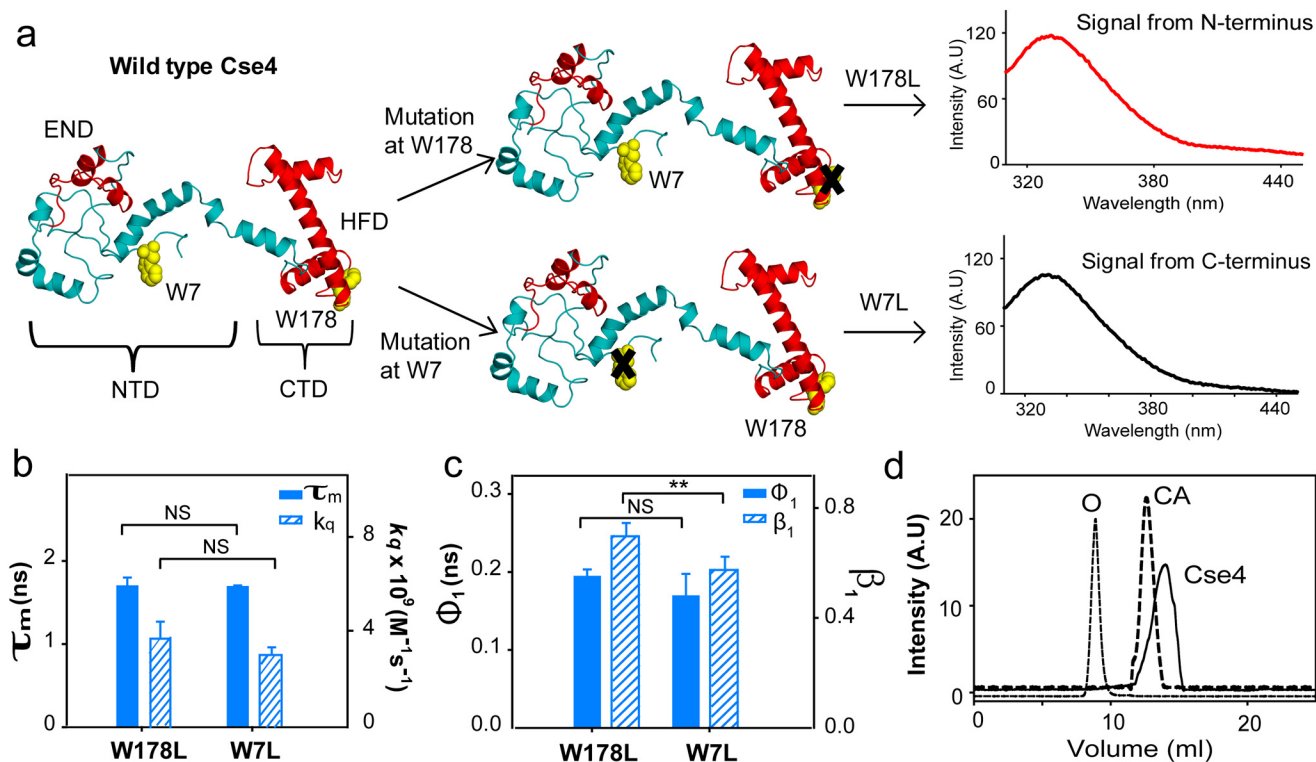 a
Wild type Cse4
END
W7
HFD
W178
NTD
CTD
Mutation
at W178
Mutation
at W7
W7
W178
W178L
W7L
Signal from N-terminus
Intensity (A.U)
120
60
0
320
380
440
Wavelength (nm)
Signal from C-terminus
Intensity (A.U)
120
60
0
320
380
440
Wavelength (nm)
b
τm (ns)
2
1
0
NS
NS
τm
kq
8
4
0
kq x 10⁹ (M⁻¹s⁻¹)
W178L
W7L
c
Φ₁ (ns)
0.3
0.2
0.1
0.0
**
NS
Φ₁
β₁
0.8
0.4
0.0
β₁
W178L
W7L
d
Intensity (A.U)
20
10
0
O
CA
Cse4
0
10
20
Volume (ml)